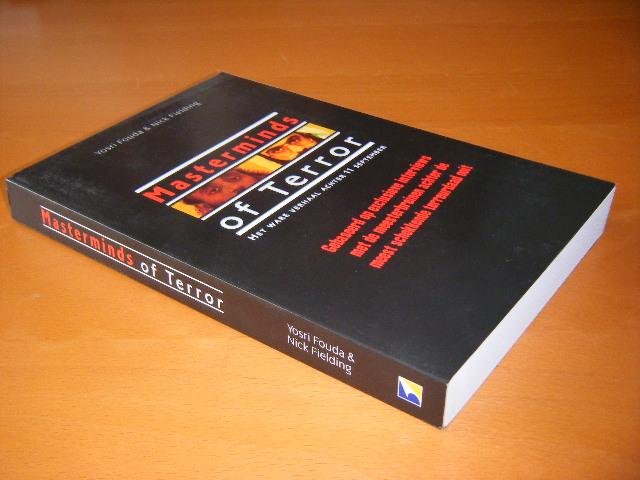 Yosri Fouda & Nick Fielding
Masterminds
of Terror
HET WARE VERHAAL ACHTER 11 SEPTEMBER
Gebaseerd op exclusieve interviews
met de meesterbreinen achter de
meest schokkende terreurdaad ooit
Masterminds of Terror
Yosri Fouda &
Nick Fielding